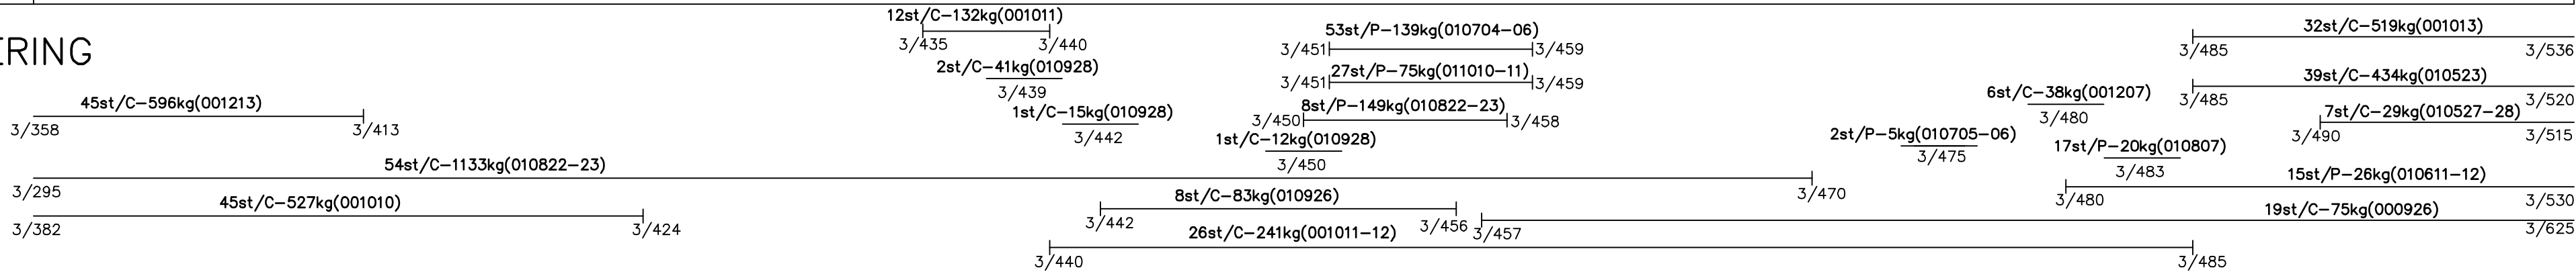 12st/C-132kg(001011)
3/435 3/440
53st/P-139kg(010704-06)
3/451 3/459
32st/C-519kg(001013)
3/485 3/536
ERING
2st/C-41kg(010928)
3/439
27st/P-75kg(011010-11)
3/451 3/459
39st/C-434kg(010523)
3/485 3/520
6st/C-38kg(001207)
3/480
45st/C-596kg(001213)
3/358 3/413
1st/C-15kg(010928)
3/442
8st/P-149kg(010822-23)
3/450 3/458
7st/C-29kg(010527-28)
3/490 3/515
1st/C-12kg(010928)
3/450
2st/P-5kg(010705-06)
3/475
17st/P-20kg(010807)
3/483
54st/C-1133kg(010822-23)
3/295 3/470
15st/P-26kg(010611-12)
3/480 3/530
45st/C-527kg(001010)
3/382 3/424
8st/C-83kg(010926)
3/442 3/456
19st/C-75kg(000926)
3/457 3/625
26st/C-241kg(001011-12)
3/440 3/485